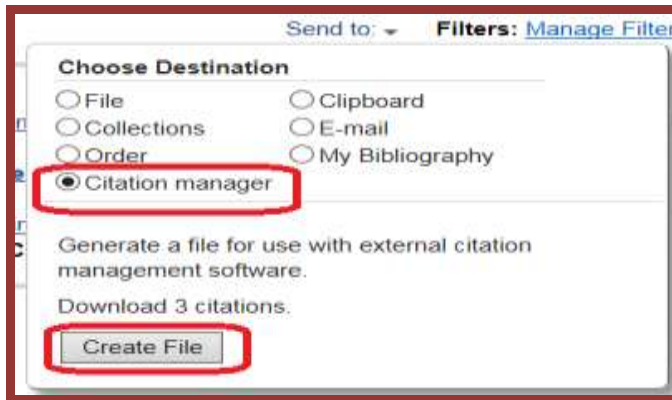 Send to: Filters: Manage Filter
Choose Destination
File Clipboard
Collections E-mail
Order My Bibliography
Citation manager
Generate a file for use with external citation
management software.
Download 3 citations.
Create File